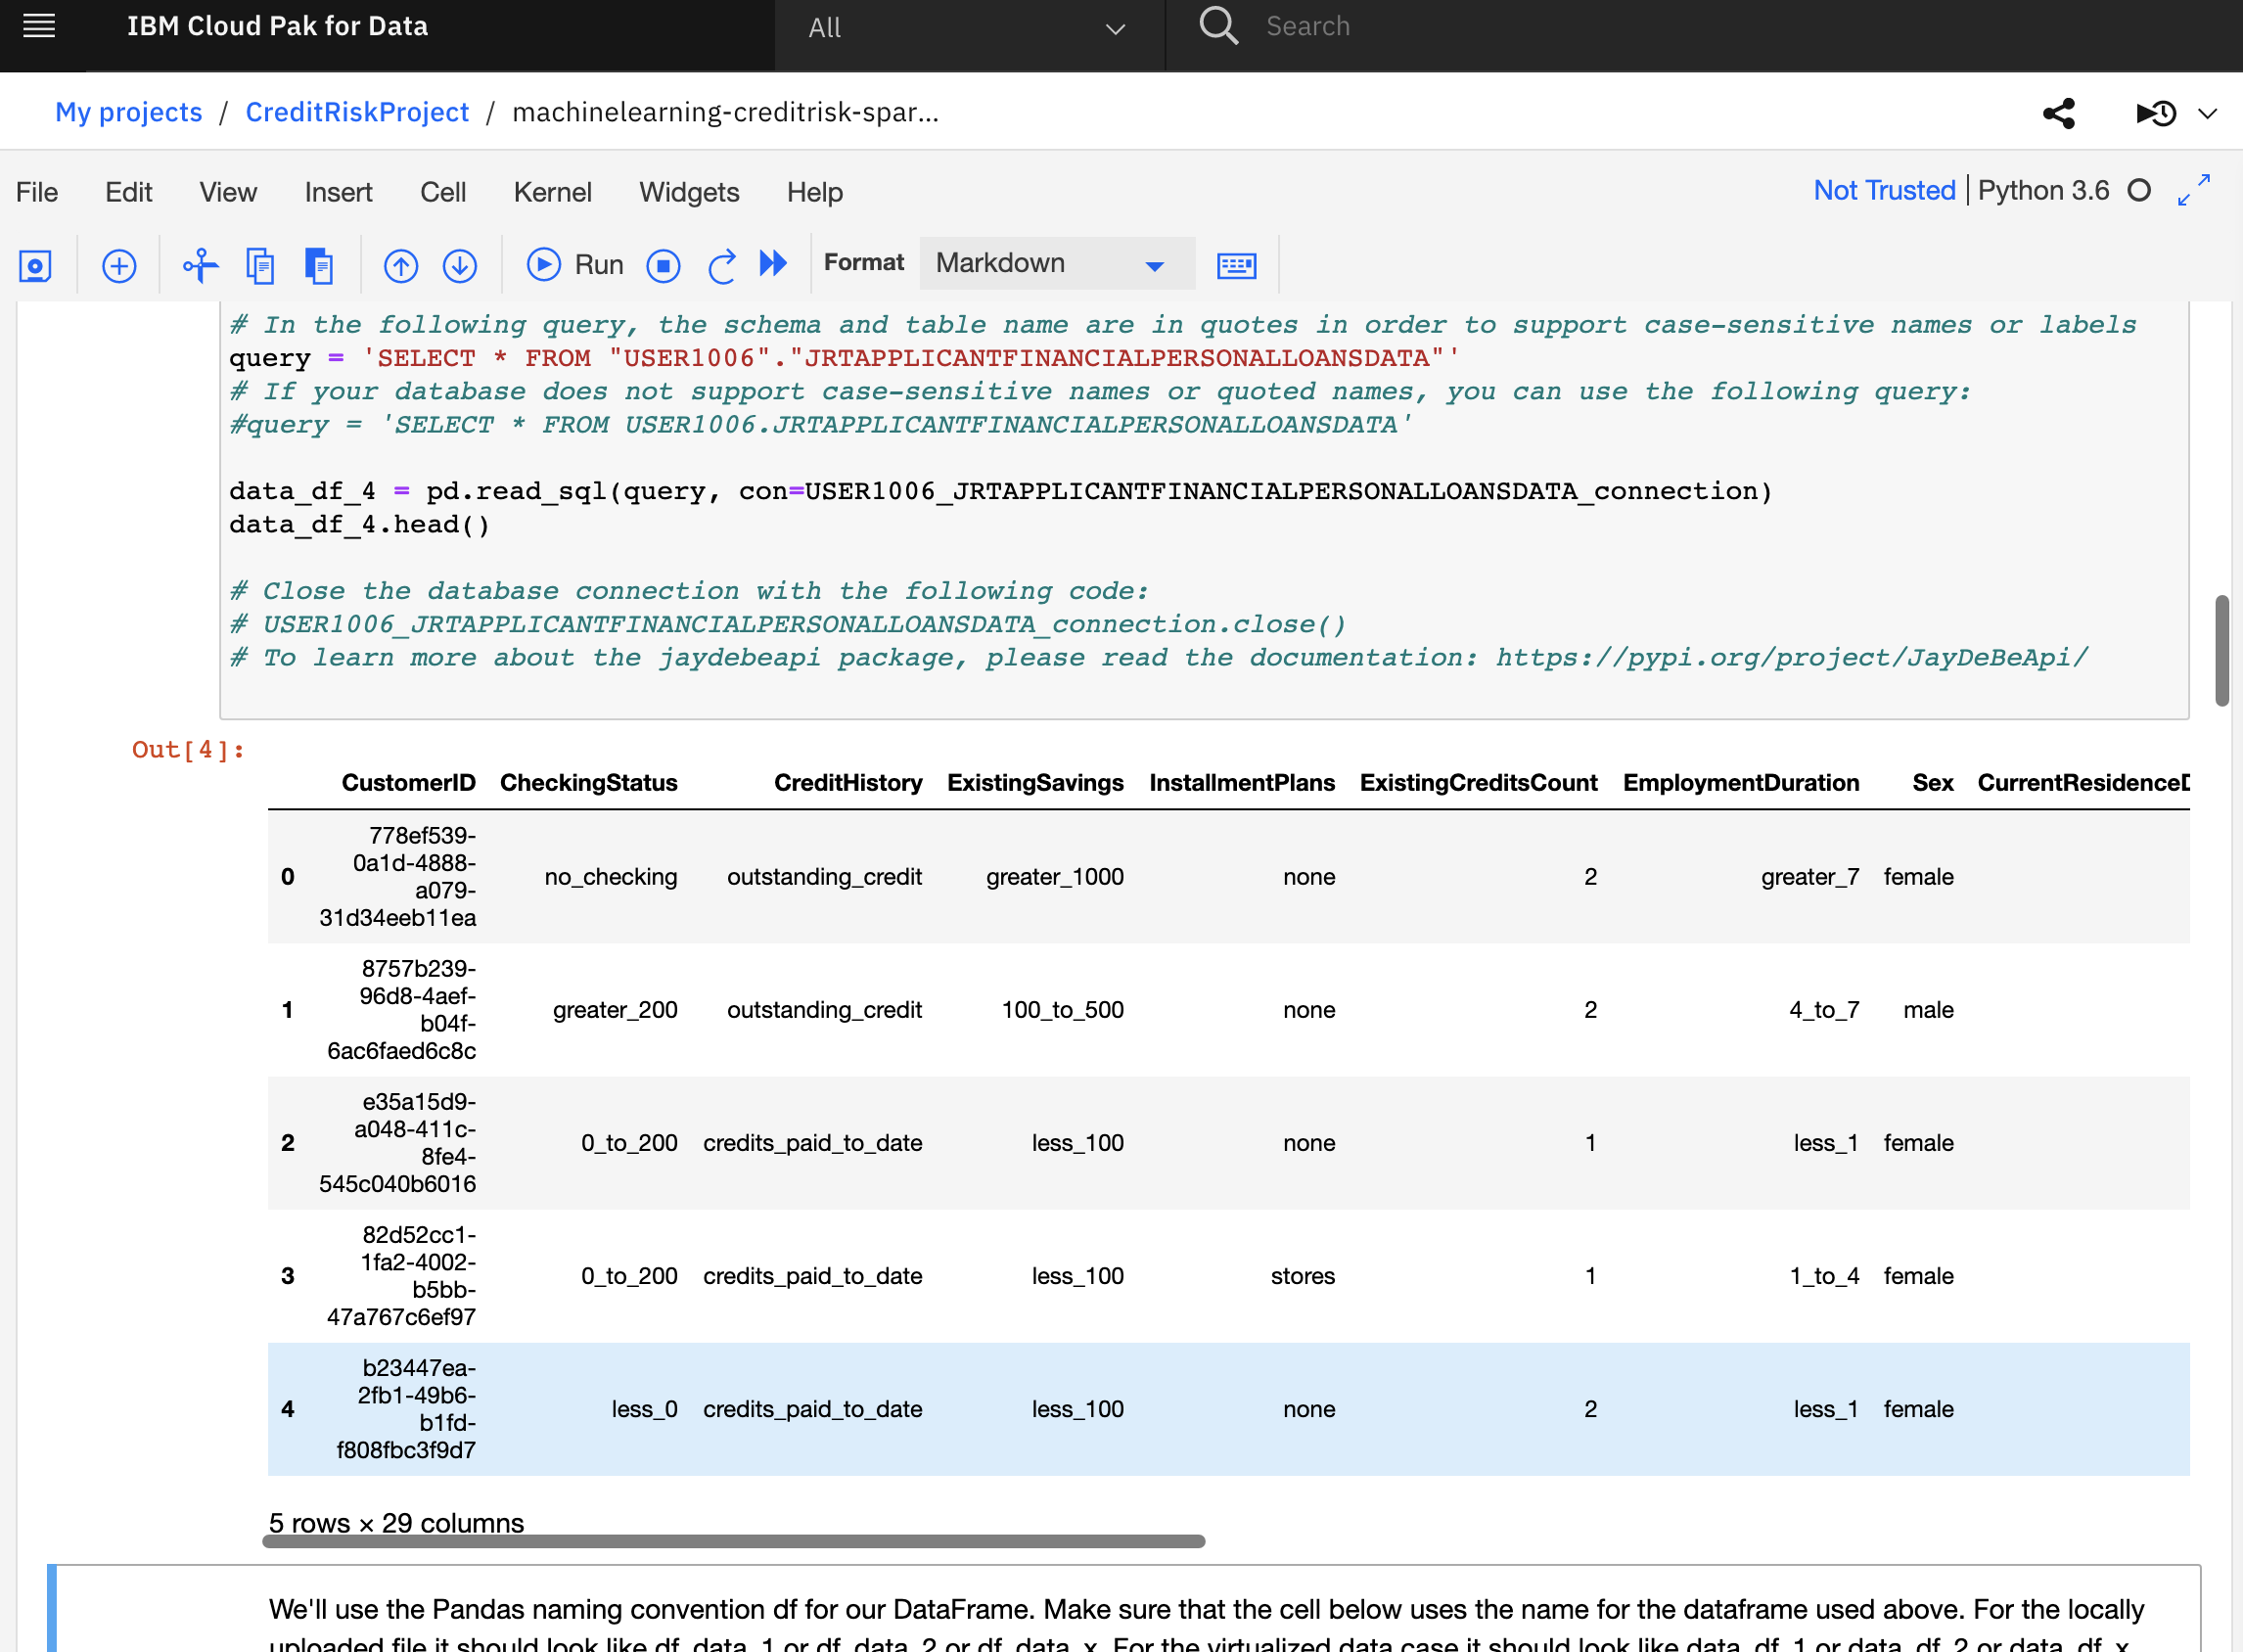 IBM Cloud Pak for Data
All
Search
My projects / CreditRiskProject / machinelearning-creditrisk-spar...
File Edit View Insert Cell Kernel Widgets Help
Not Trusted | Python 3.6
Run
Format
Markdown
# In the following query, the schema and table name are in quotes in order to support case-sensitive names or labels
query = 'SELECT * FROM "USER1006"."JRTAPPLICANTFINANCIALPERSONALLOANSDATA"'
# If your database does not support case-sensitive names or quoted names, you can use the following query:
#query = 'SELECT * FROM USER1006.JRTAPPLICANTFINANCIALPERSONALLOANSDATA'
data_df_4 = pd.read_sql(query, con=USER1006_JRTAPPLICANTFINANCIALPERSONALLOANSDATA_connection)
data_df_4.head()
# Close the database connection with the following code:
# USER1006_JRTAPPLICANTFINANCIALPERSONALLOANSDATA_connection.close()
# To learn more about the jaydebeapi package, please read the documentation: https://pypi.org/project/JayDeBeApi/
Out[4]:
CustomerID CheckingStatus CreditHistory ExistingSavings InstallmentPlans ExistingCreditsCount EmploymentDuration Sex CurrentResidenceD
778ef539-
0a1d-4888-
a079-
31d34eeb11ea
0 no_checking outstanding_credit greater_1000 none 2 greater_7 female
8757b239-
96d8-4aef-
b04f-
6ac6faed6c8c
1 greater_200 outstanding_credit 100_to_500 none 2 4_to_7 male
e35a15d9-
a048-411c-
8fe4-
545c040b6016
2 0_to_200 credits_paid_to_date less_100 none 1 less_1 female
82d52cc1-
1fa2-4002-
b5bb-
47a767c6ef97
3 0_to_200 credits_paid_to_date less_100 stores 1 1_to_4 female
b23447ea-
2fb1-49b6-
b1fd-
f808fbc3f9d7
4 less_0 credits_paid_to_date less_100 none 2 less_1 female
5 rows × 29 columns
We'll use the Pandas naming convention df for our DataFrame. Make sure that the cell below uses the name for the dataframe used above. For the locally
uploaded file it should look like df_data_1 or df_data_2 or df_data_x. For the virtualized data case it should look like data_df_1 or data_df_2 or data_df_x.